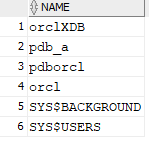 NAME
1 orclXDB
2 pdb_a
3 pdborcl
4 orcl
5 SYS$BACKGROUND
6 SYS$USERS